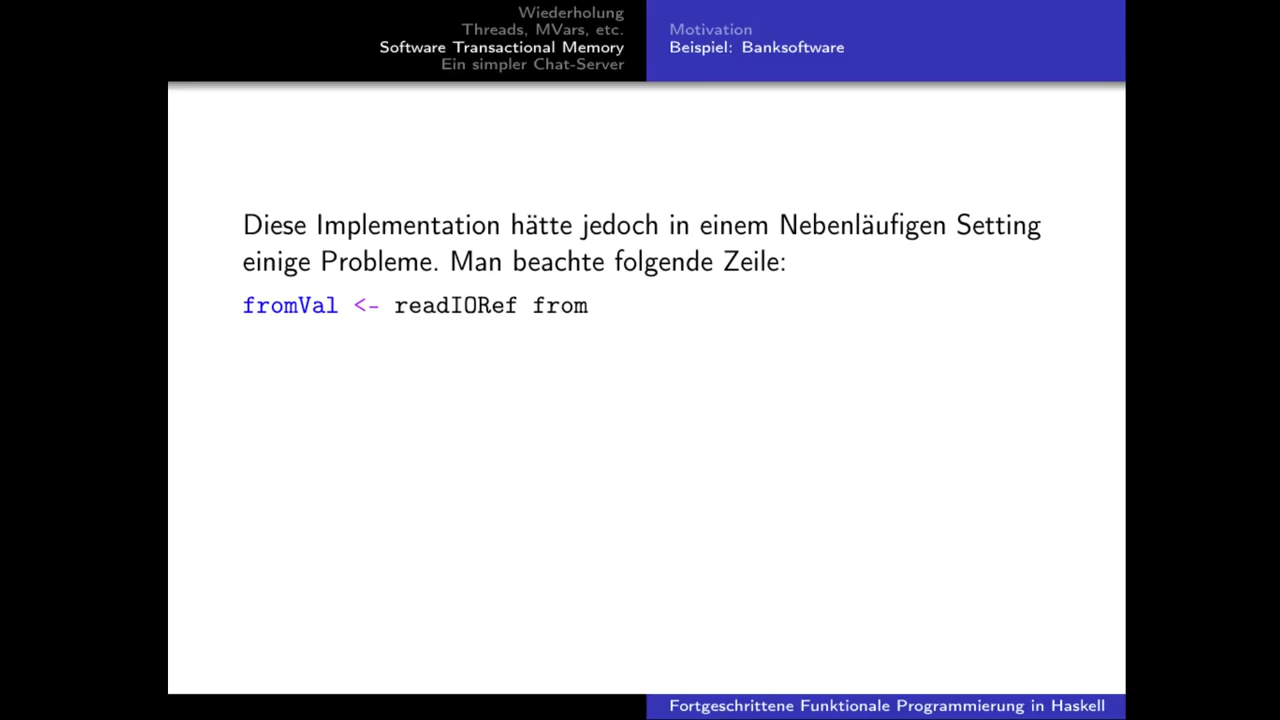 Wiederholung
Threads, MVars, etc.
Software Transactional Memory
Ein simpler Chat-Server
Motivation
Beispiel: Banksoftware
Diese Implementation hätte jedoch in einem Nebenläufigen Setting
einige Probleme. Man beachte folgende Zeile:
fromVal <- readIORef from
Fortgeschrittene Funktionale Programmierung in Haskell